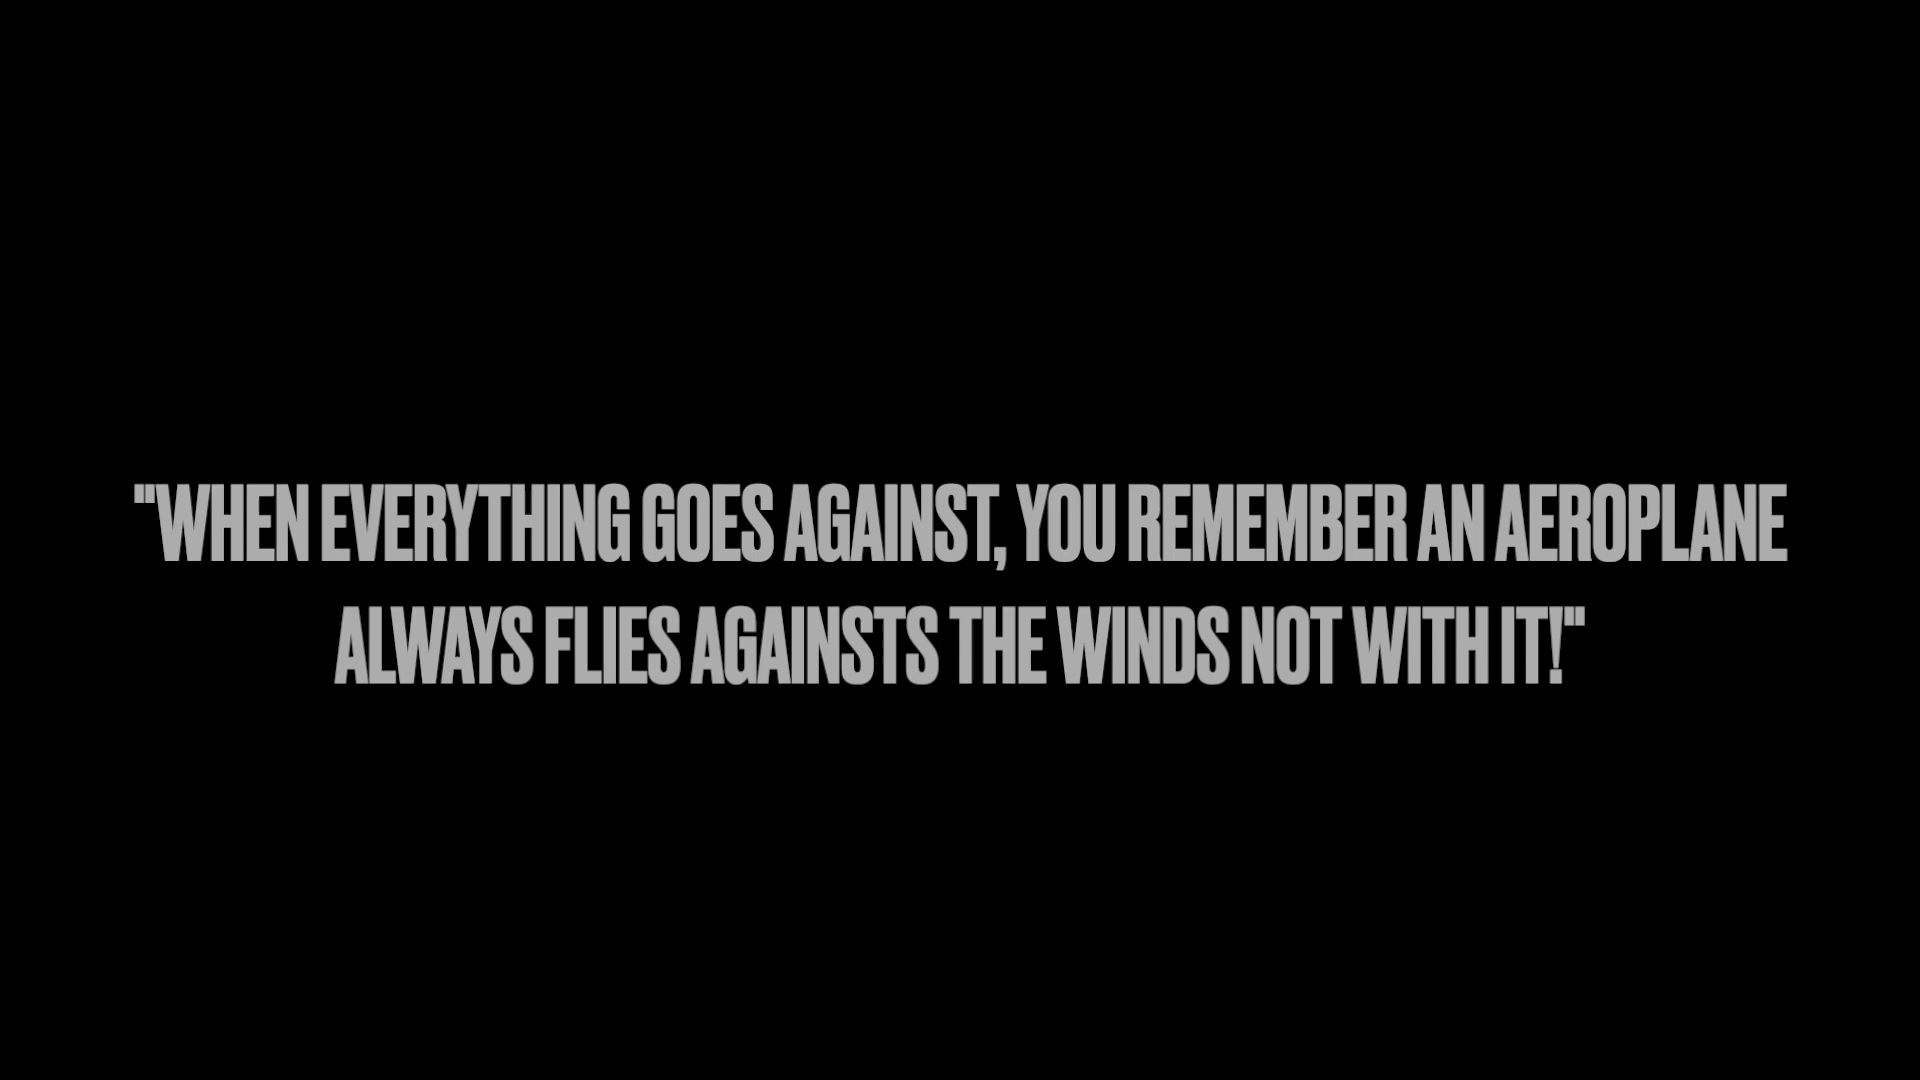 "WHEN EVERYTHING GOES AGAINST, YOU REMEMBER AN AEROPLANE
ALWAYS FLIES AGAINSTS THE WINDS NOT WITH IT!"